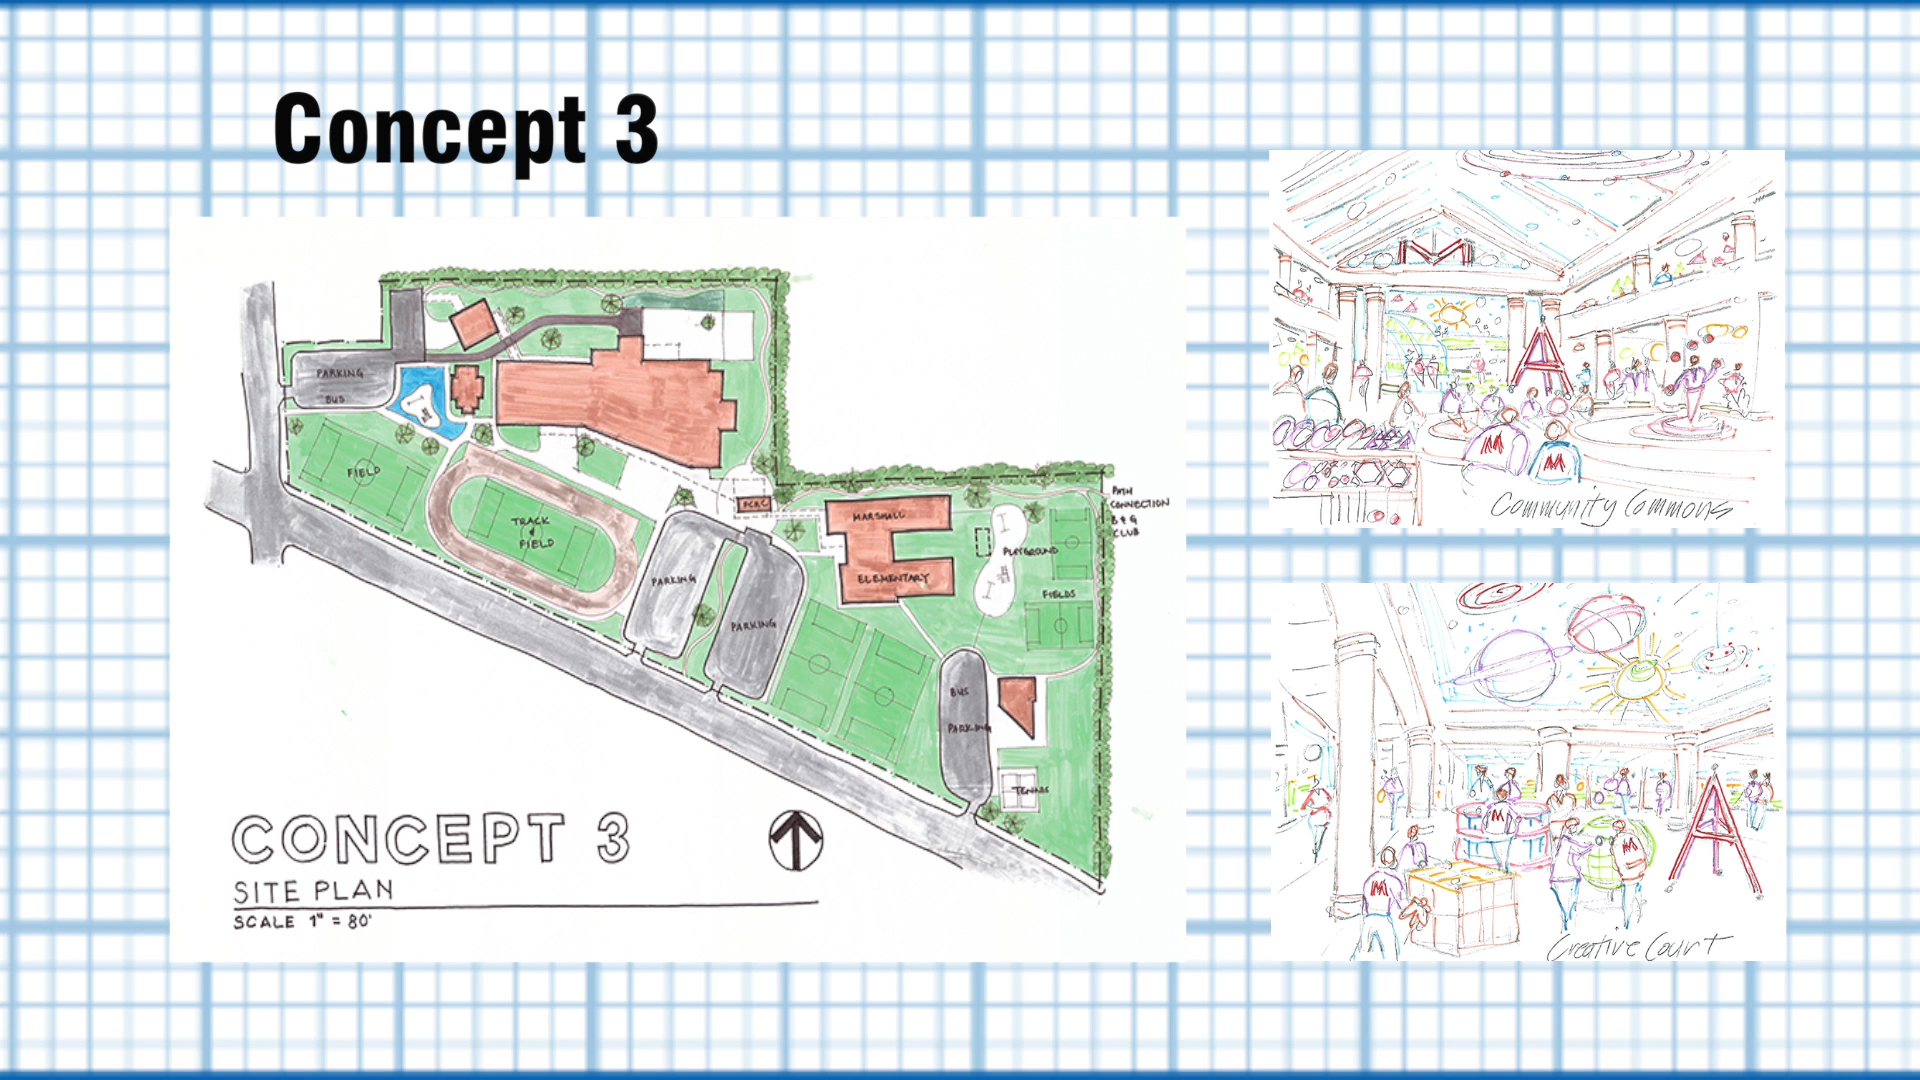 Concept 3
PARKING
BUS
FIELD
TRACK
&
FIELD
PARKING
PARKING
MARSHALL
ELEMENTARY
PLAYGROUND
FIELDS
PATH
CONNECTION
B & G
CLUB
BUS
PARKING
TENNIS
CONCEPT 3
SITE PLAN
SCALE 1" = 80'
M
A
M
M
Community Commons
M
M
M
A
Creative Court